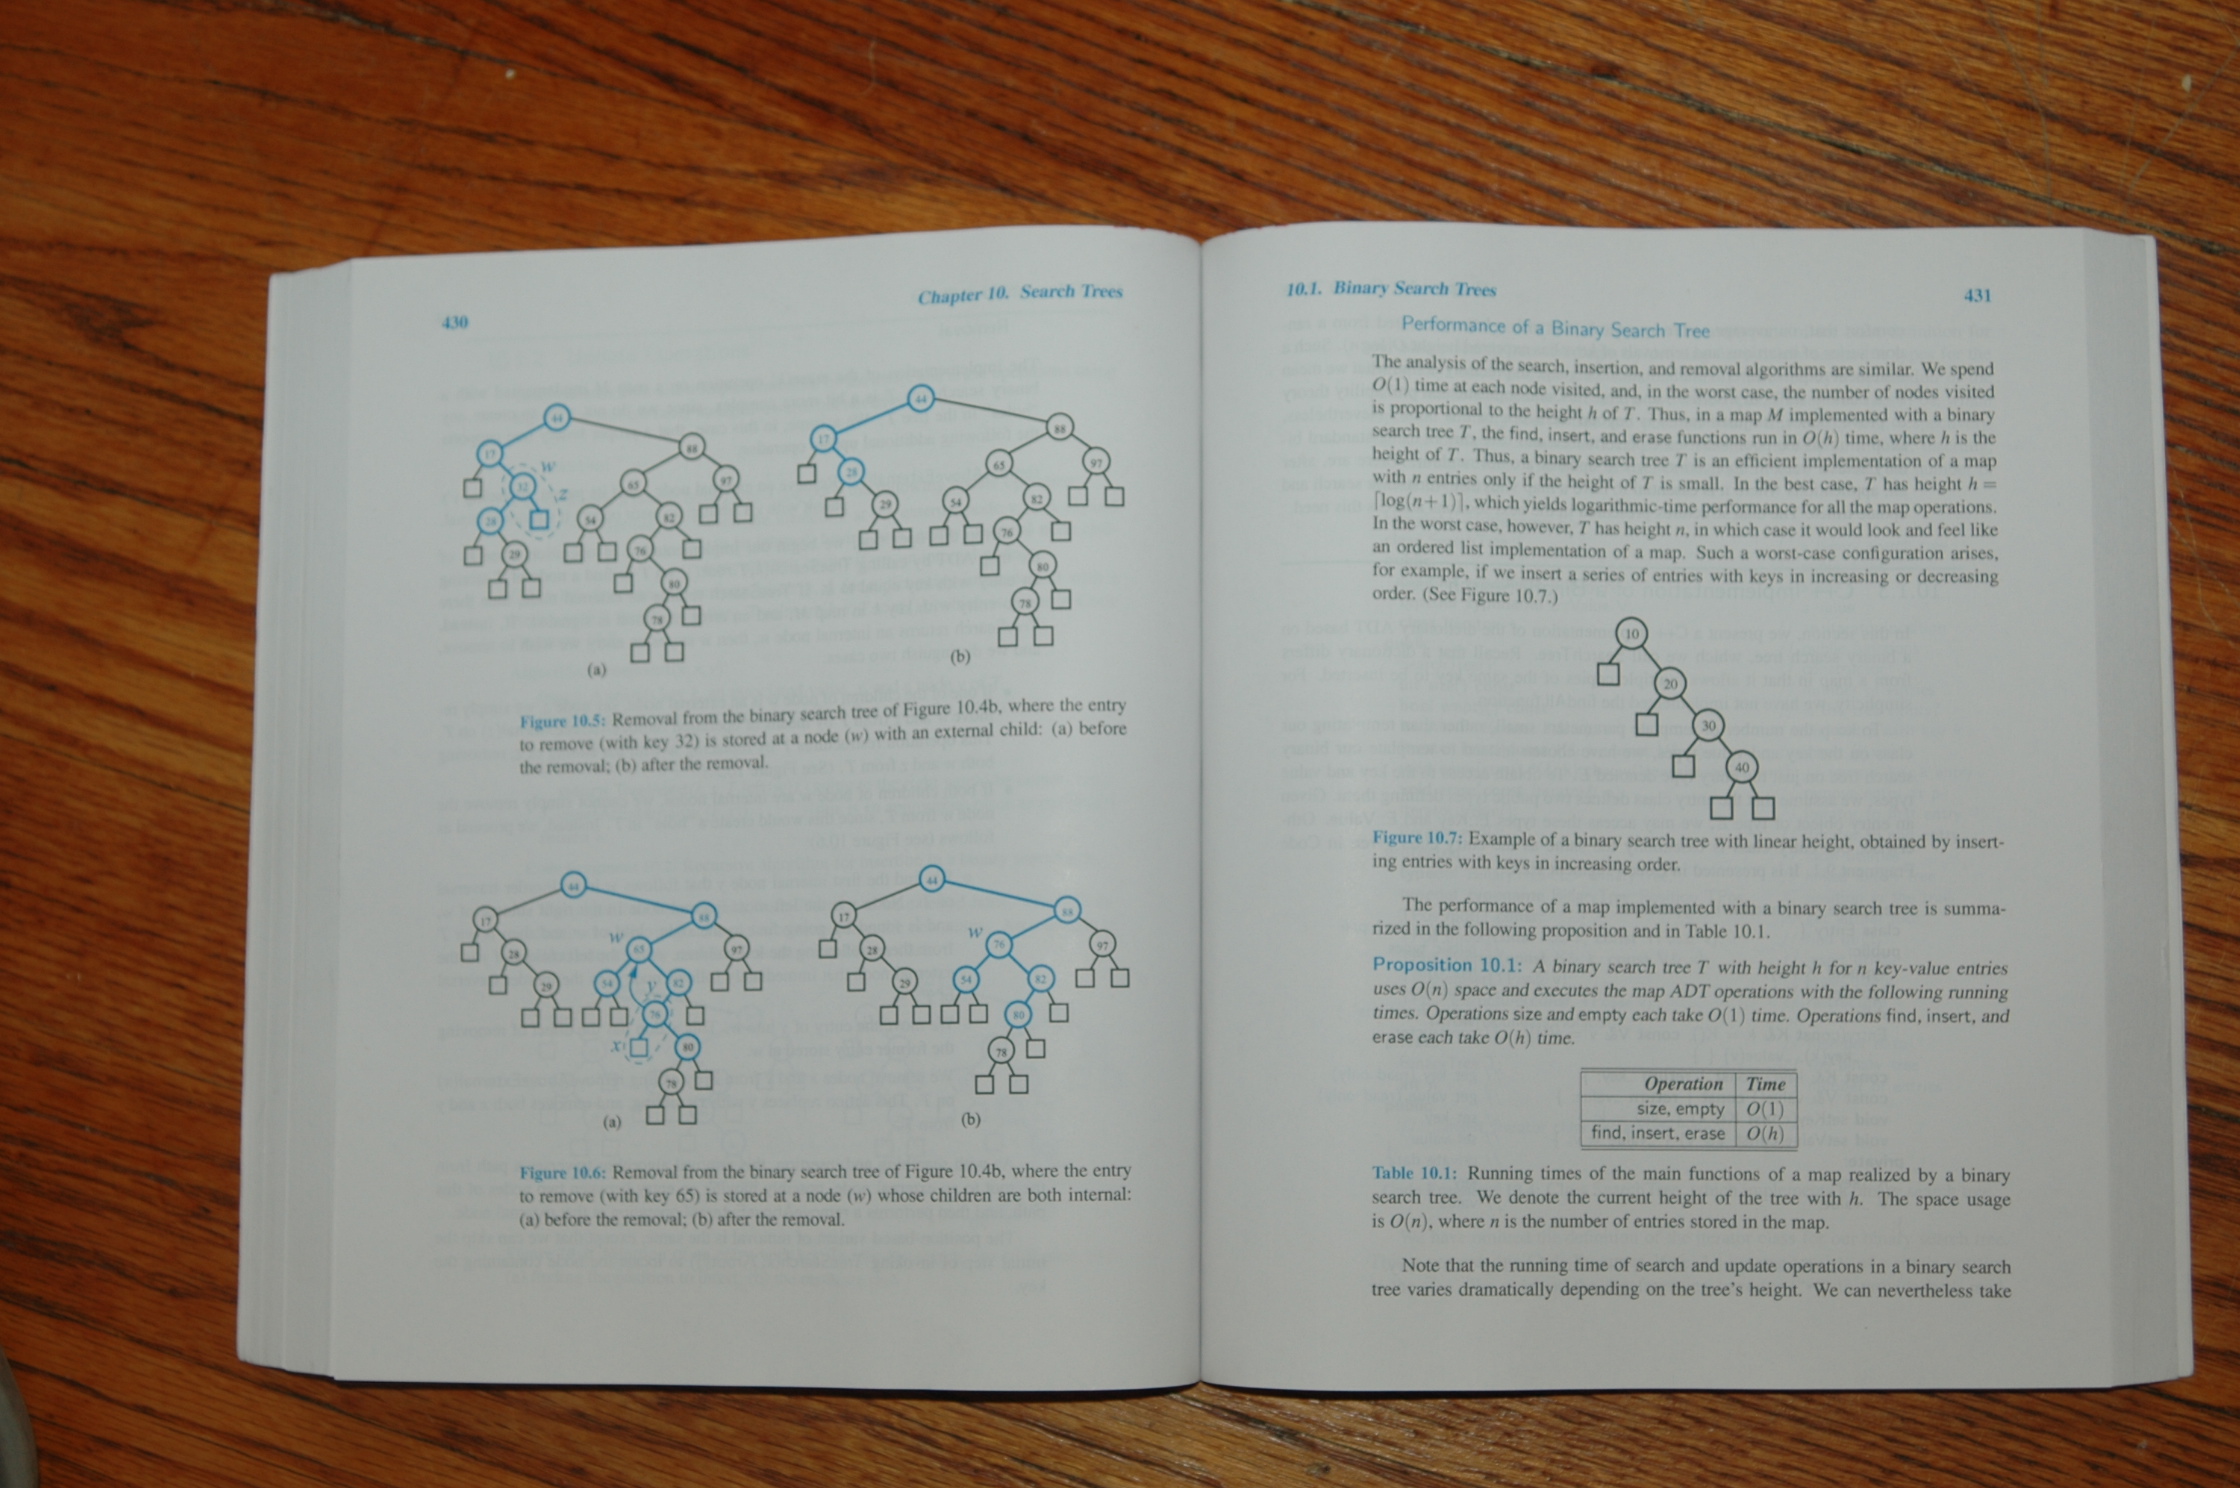 430
Chapter 10. Search Trees
44
17
88
w
32
65
97
z
28
54
82
29
76
80
78
(a)
44
17
88
28
65
97
29
54
82
76
80
78
(b)
Figure 10.5: Removal from the binary search tree of Figure 10.4b, where the entry
to remove (with key 32) is stored at a node (w) with an external child: (a) before
the removal; (b) after the removal.
44
17
88
w
28
65
97
29
54
y
82
76
x
80
78
(a)
44
17
88
w
28
76
97
29
54
82
80
78
(b)
Figure 10.6: Removal from the binary search tree of Figure 10.4b, where the entry
to remove (with key 65) is stored at a node (w) whose children are both internal:
(a) before the removal; (b) after the removal.
10.1. Binary Search Trees
431
Performance of a Binary Search Tree
The analysis of the search, insertion, and removal algorithms are similar. We spend
O(1) time at each node visited, and, in the worst case, the number of nodes visited
is proportional to the height h of T. Thus, in a map M implemented with a binary
search tree T, the find, insert, and erase functions run in O(h) time, where h is the
height of T. Thus, a binary search tree T is an efficient implementation of a map
with n entries only if the height of T is small. In the best case, T has height h =
⌈log(n+1)⌉, which yields logarithmic-time performance for all the map operations.
In the worst case, however, T has height n, in which case it would look and feel like
an ordered list implementation of a map. Such a worst-case configuration arises,
for example, if we insert a series of entries with keys in increasing or decreasing
order. (See Figure 10.7.)
10
20
30
40
Figure 10.7: Example of a binary search tree with linear height, obtained by insert-
ing entries with keys in increasing order.
The performance of a map implemented with a binary search tree is summa-
rized in the following proposition and in Table 10.1.
Proposition 10.1: A binary search tree T with height h for n key-value entries
uses O(n) space and executes the map ADT operations with the following running
times. Operations size and empty each take O(1) time. Operations find, insert, and
erase each take O(h) time.
Operation Time
size, empty O(1)
find, insert, erase O(h)
Table 10.1: Running times of the main functions of a map realized by a binary
search tree. We denote the current height of the tree with h. The space usage
is O(n), where n is the number of entries stored in the map.
Note that the running time of search and update operations in a binary search
tree varies dramatically depending on the tree's height. We can nevertheless take